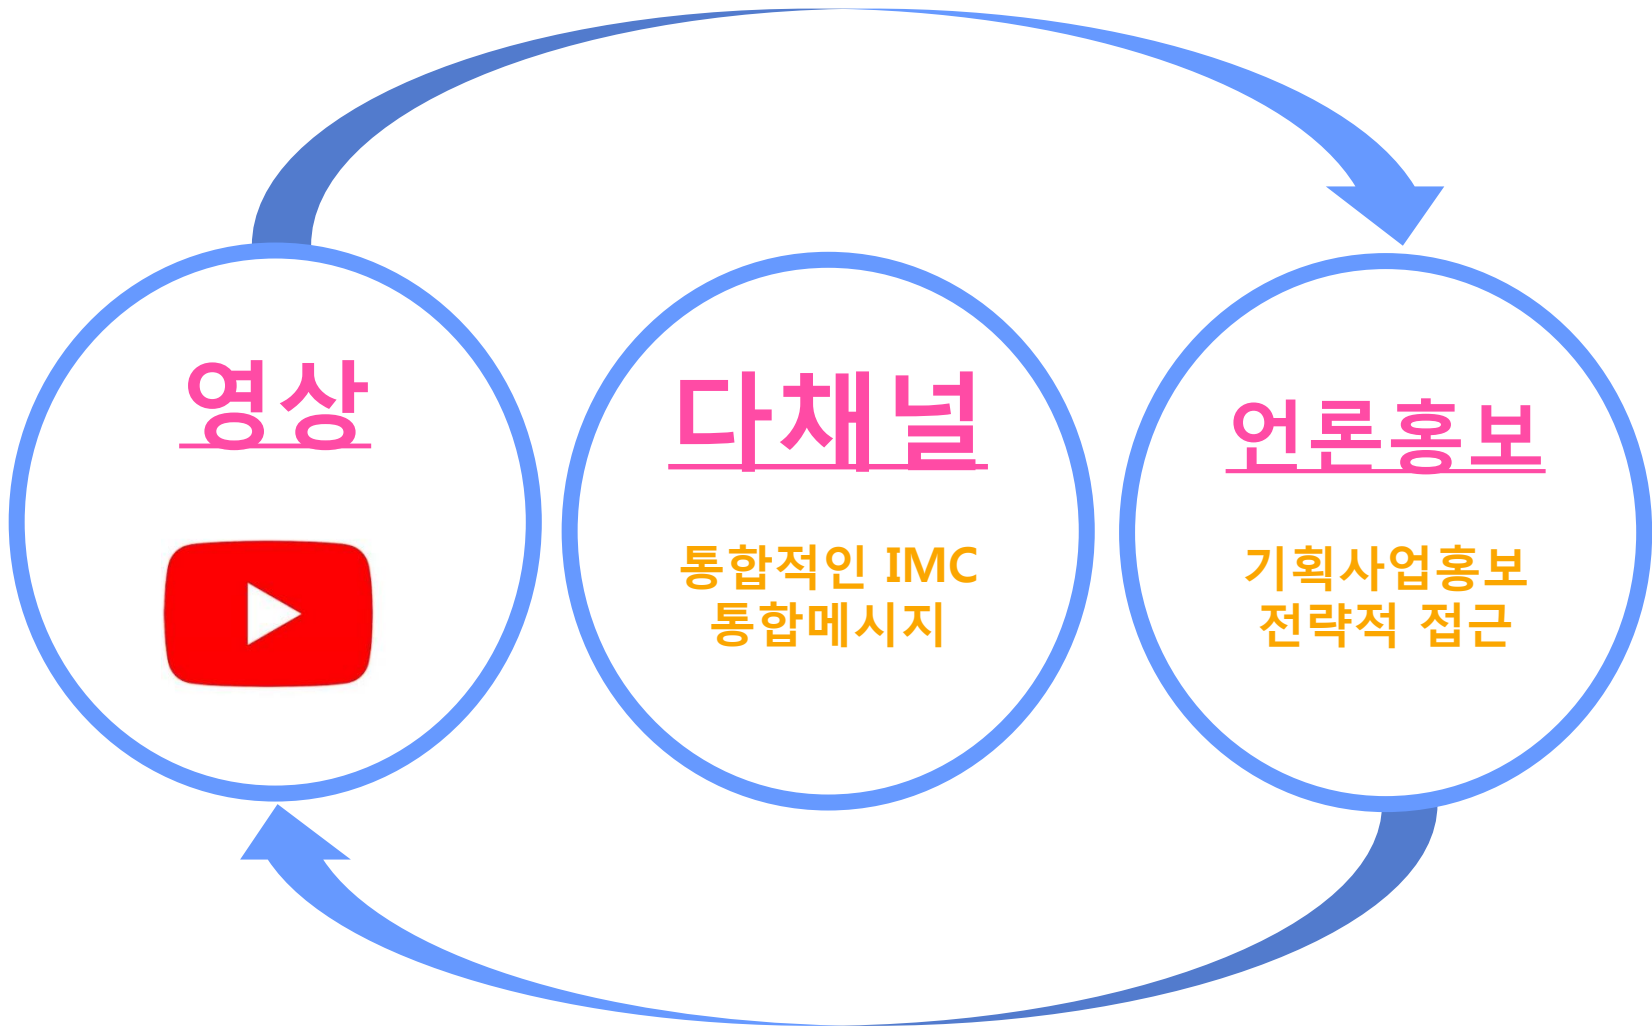 영상
다채널
통합적인 IMC
통합메시지
언론홍보
기획사업홍보
전략적 접근